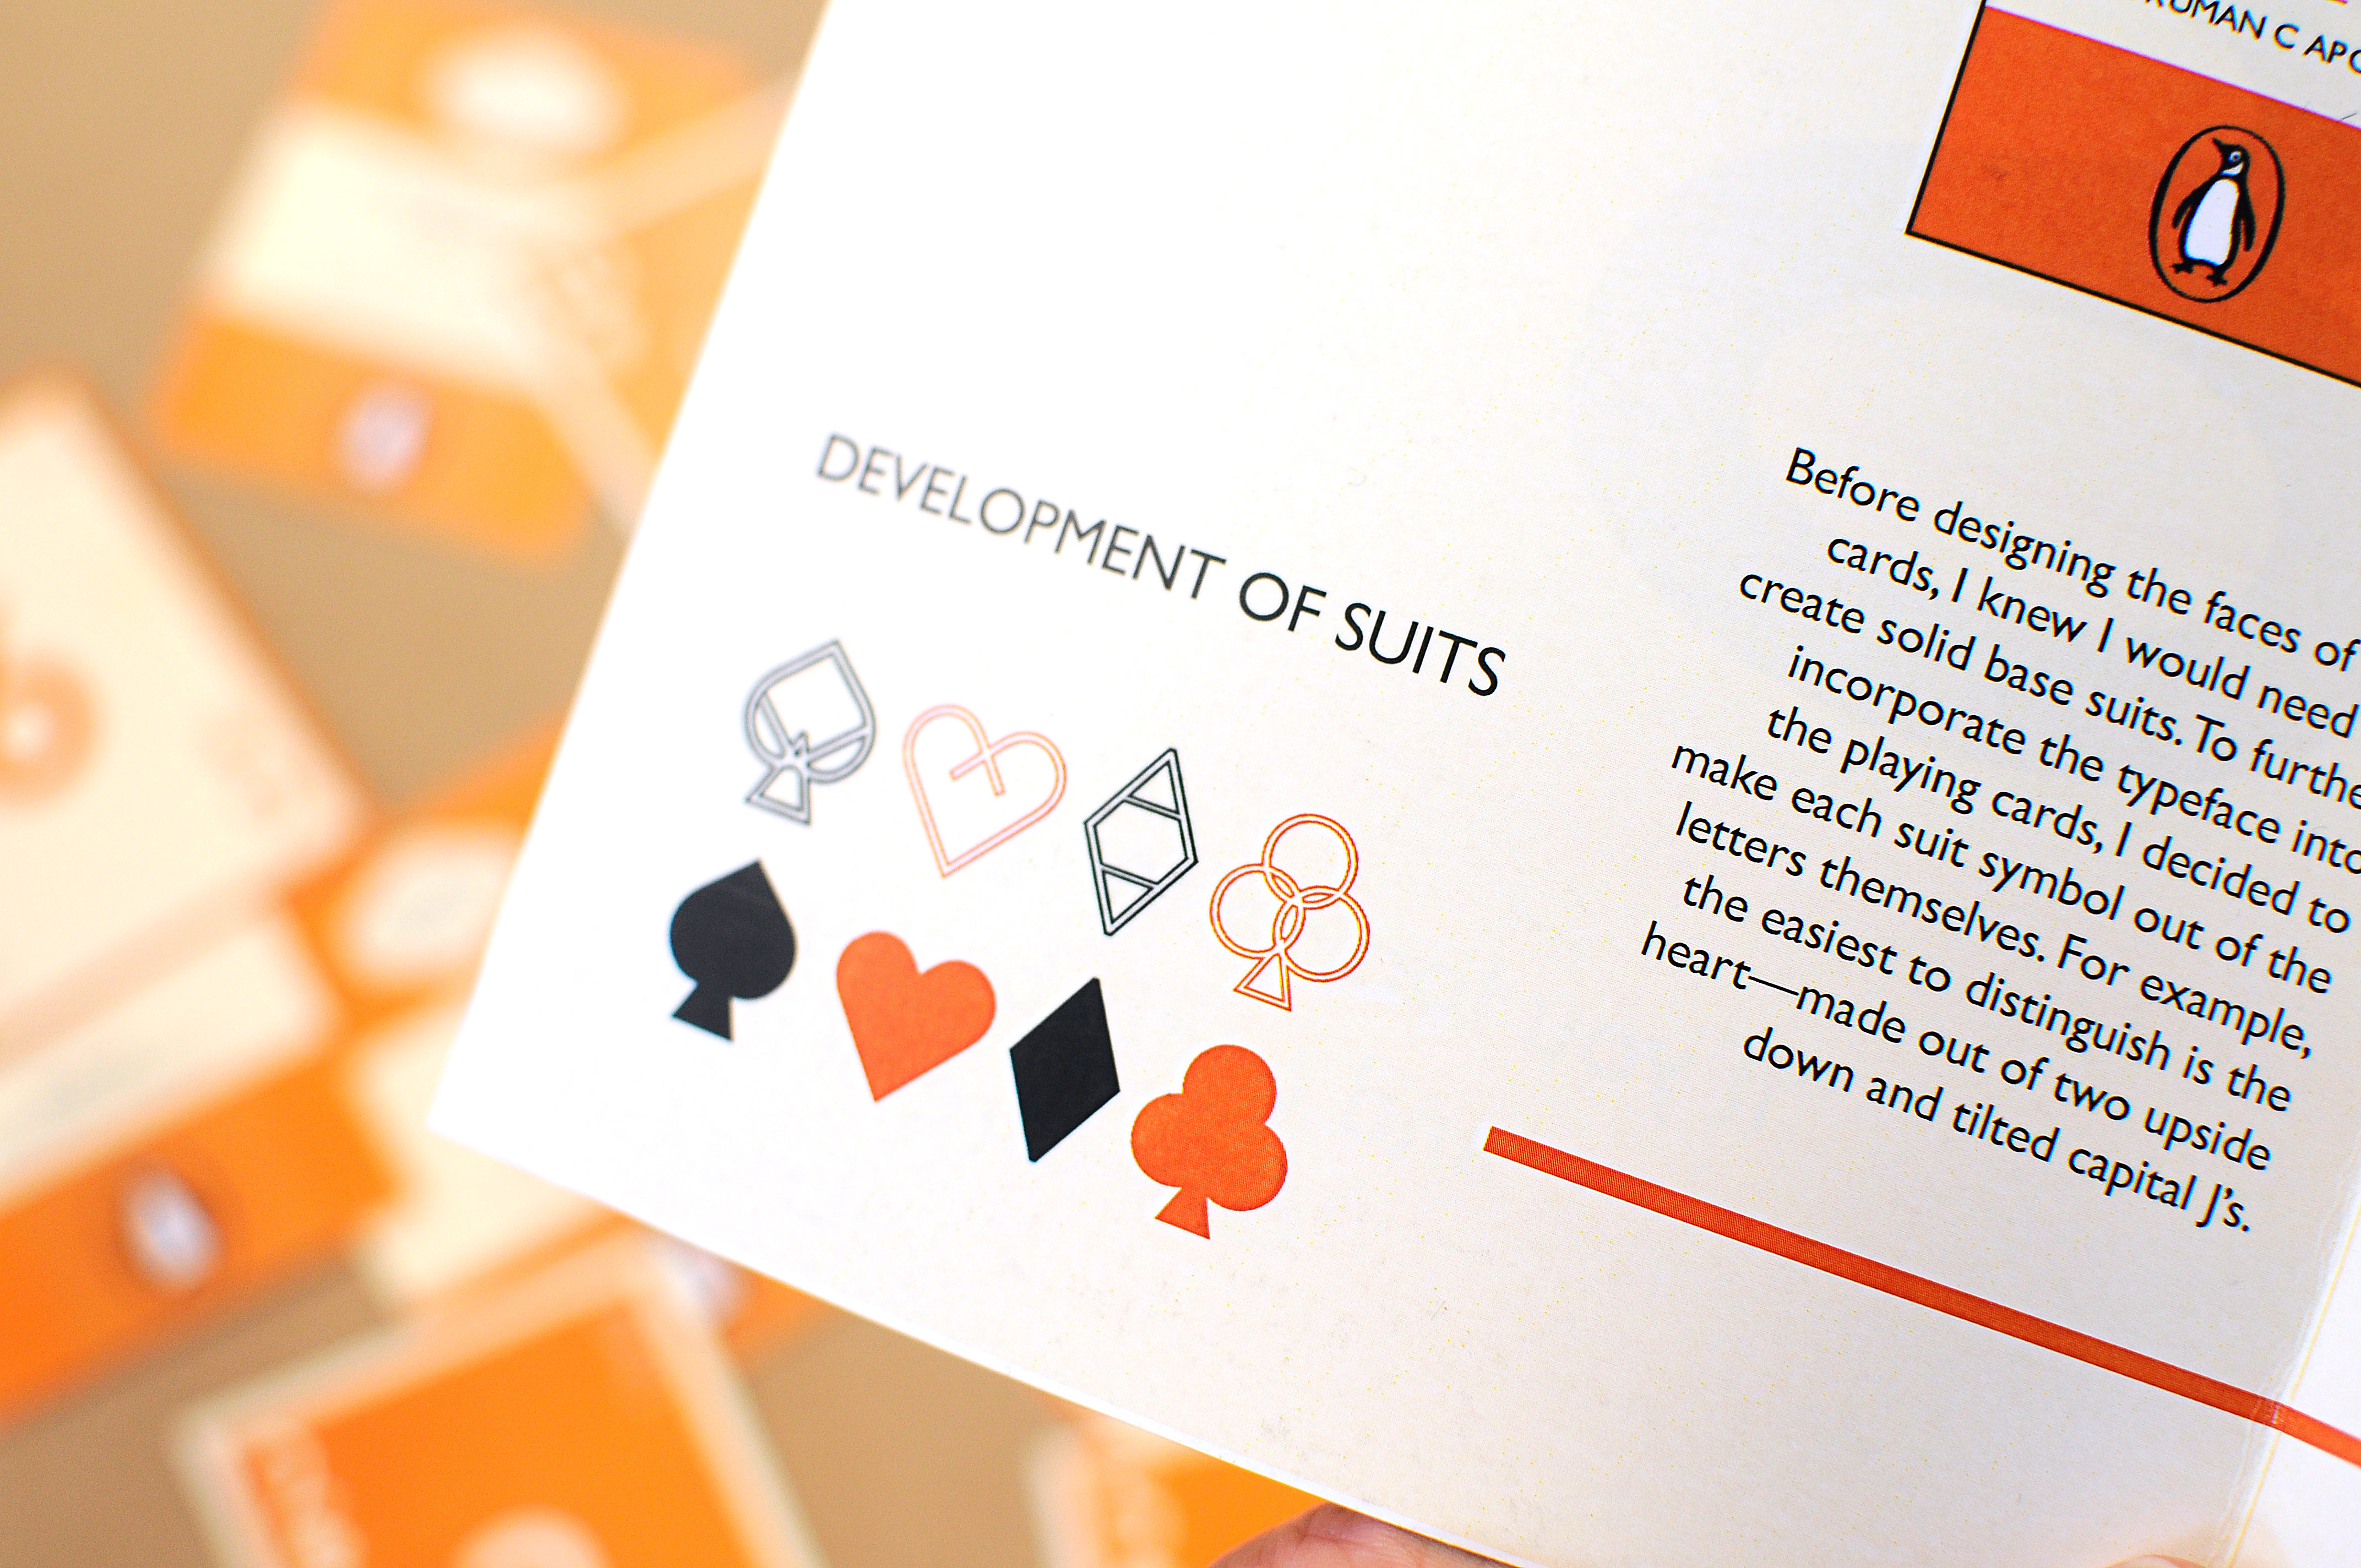 TRUMAN C APO
DEVELOPMENT OF SUITS
Before designing the faces of
cards, I knew I would need
create solid base suits. To furthe
incorporate the typeface into
the playing cards, I decided to
make each suit symbol out of the
letters themselves. For example,
the easiest to distinguish is the
heart—made out of two upside
down and tilted capital J's.